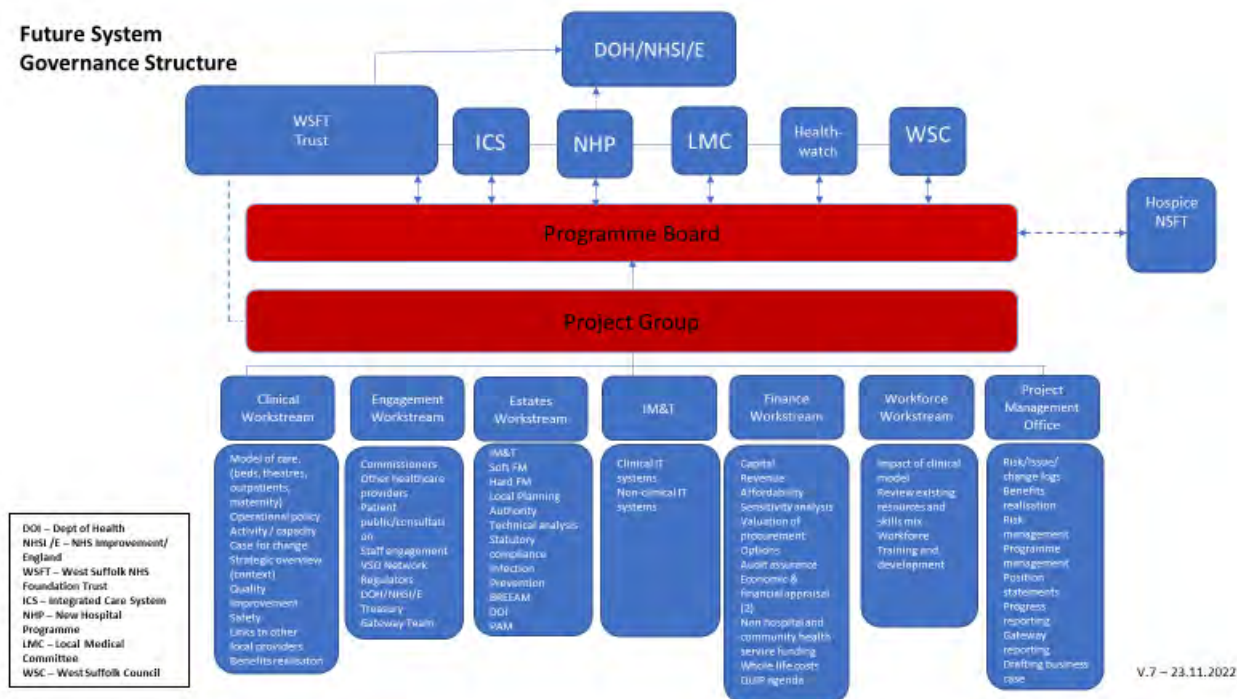 Future System
Governance Structure
DOH/NHSI/E
WSFT
Trust
ICS
NHP
LMC
Health-
watch
WSC
Hospice
NSFT
Programme Board
Project Group
Clinical
Workstream
Engagement
Workstream
Estates
Workstream
IM&T
Finance
Workstream
Workforce
Workstream
Project
Management
Office
Model of care,
(beds, theatres,
outpatients,
maternity)
Operational policy
Activity / capacity
Case for change
Strategic overview
(context)
Quality
Improvement
Safety
Links to other
local providers
Benefits realisaton
Commissioners
Other healthcare
providers
Patient
public/consultati
on
Staff engagement
VSO Network
Regulators
DOH/NHSI/E
Treasury
Gateway Team
IM&T
Soft FM
Hard FM
Local Planning
Authority
Technical analysis
Statutory
compliance
Infection
Prevention
BREEAM
DOI
PAM
Clinical IT
systems
Non-clinical IT
systems
Capital
Revenue
Affordability
Sensitivity analysis
Valuation of
procurement
Options
Audit assurance
Economic &
financial appraisal
(2)
Non hospital and
community health
service funding
Whole life costs
QUIP agenda
Impact of clinical
model
Review existing
resources and
skills mix
Workforce
Training and
development
Risk/Issue/
change logs
Benefits
realisation
Risk
management
Programme
management
Position
statements
Progress
reporting
Gateway
reporting
Drafting business
case
DOI – Dept of Health
NHSI /E – NHS Improvement/
England
WSFT – West Suffolk NHS
Foundation Trust
ICS – Integrated Care System
NHP – New Hospital
Programme
LMC – Local Medical
Committee
WSC – West Suffolk Council
V.7 – 23.11.2022